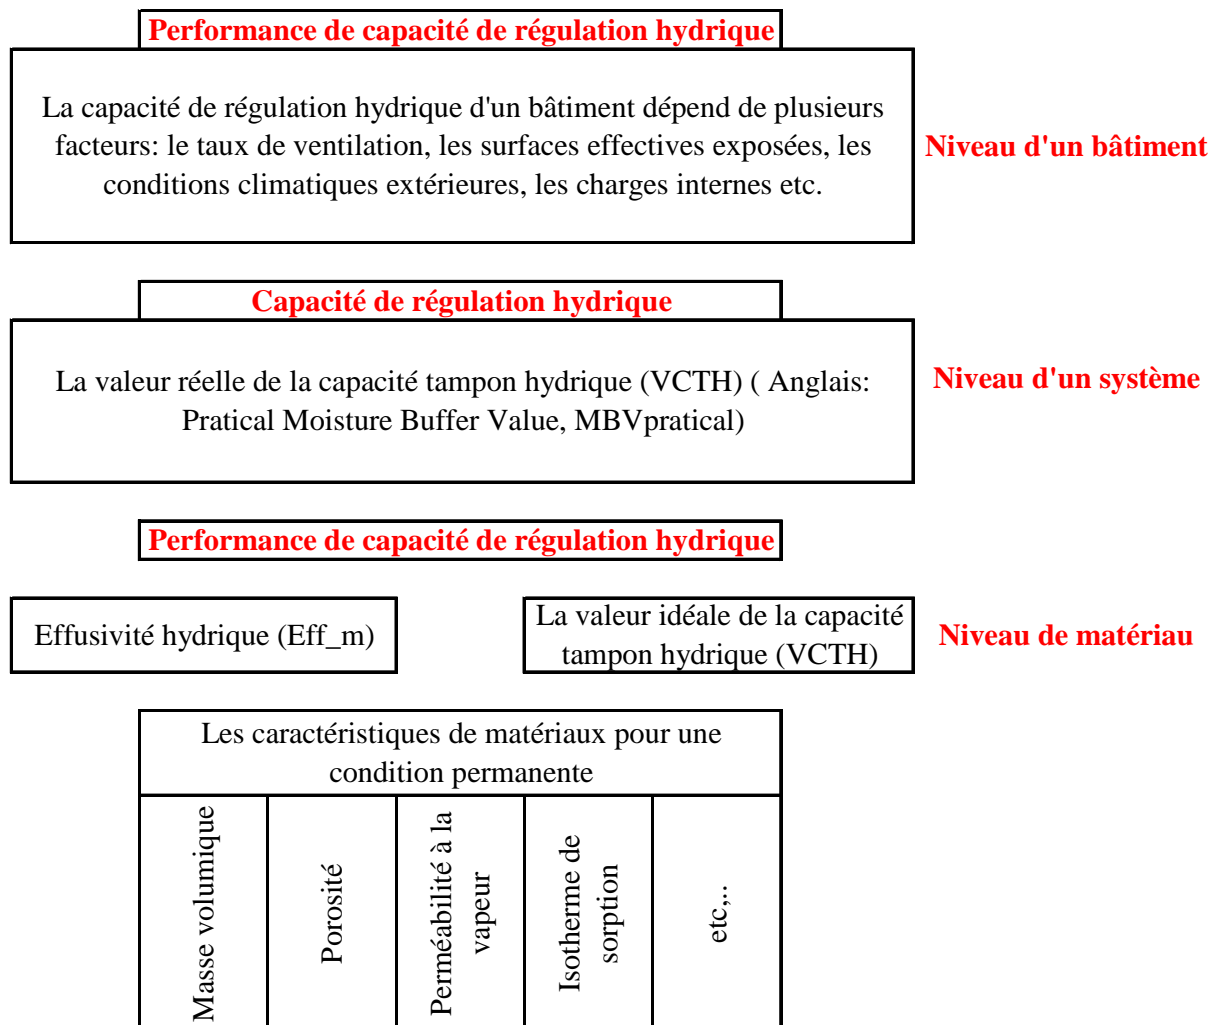 Performance de capacité de régulation hydrique
La capacité de régulation hydrique d'un bâtiment dépend de plusieurs
facteurs: le taux de ventilation, les surfaces effectives exposées, les
conditions climatiques extérieures, les charges internes etc.
Niveau d'un bâtiment
Capacité de régulation hydrique
La valeur réelle de la capacité tampon hydrique (VCTH) ( Anglais:
Pratical Moisture Buffer Value, MBVpratical)
Niveau d'un système
Performance de capacité de régulation hydrique
Effusivité hydrique (Eff_m)
La valeur idéale de la capacité
tampon hydrique (VCTH)
Niveau de matériau
Les caractéristiques de matériaux pour une
condition permanente
Masse volumique
Porosité
Perméabilité à la
vapeur
Isotherme de
sorption
etc,..